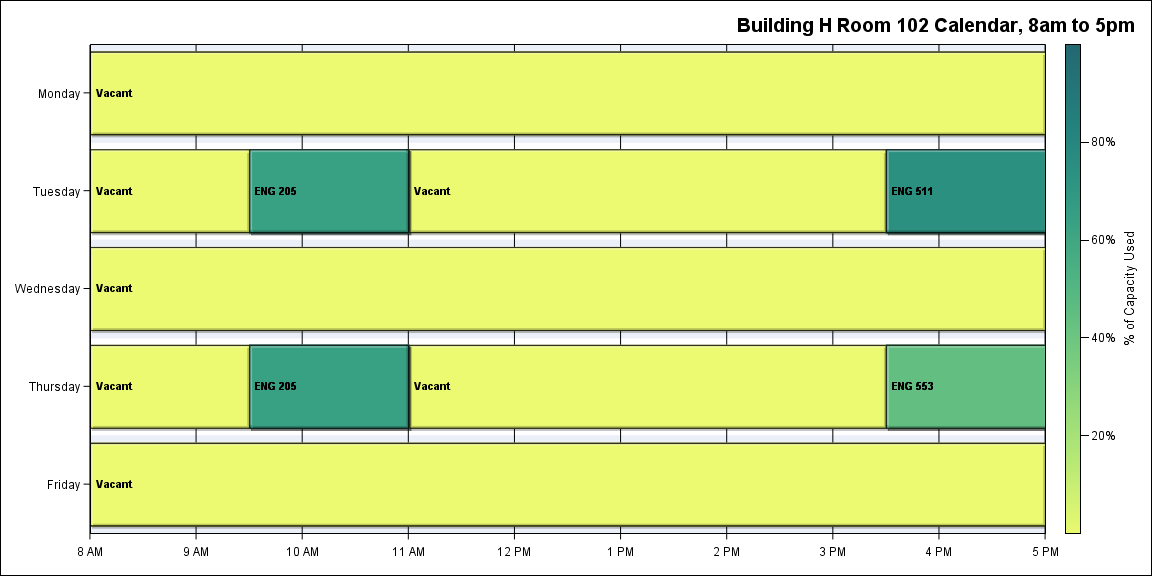 Building H Room 102 Calendar, 8am to 5pm
Monday
Vacant
Tuesday
Vacant
ENG 205
Vacant
ENG 511
Wednesday
Vacant
Thursday
Vacant
ENG 205
Vacant
ENG 553
Friday
Vacant
8 AM
9 AM
10 AM
11 AM
12 PM
1 PM
2 PM
3 PM
4 PM
5 PM
80%
60%
40%
20%
% of Capacity Used